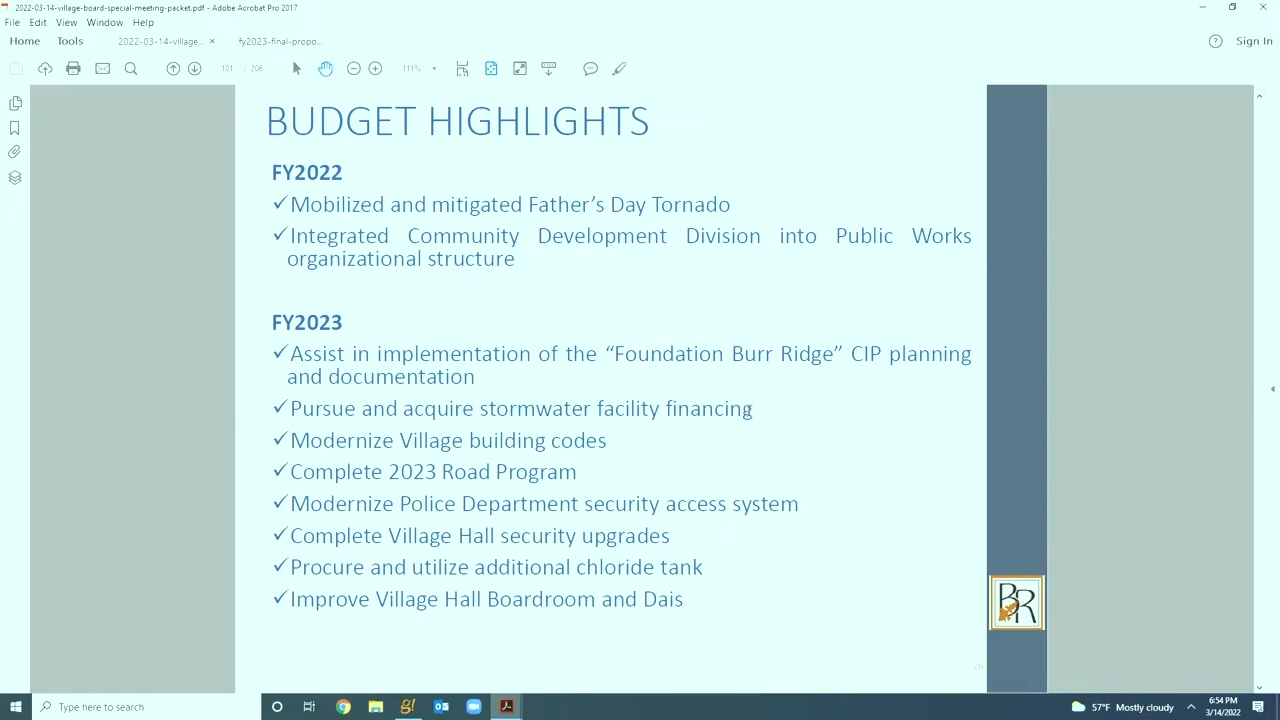 2022-03-14-village-board-special-meeting-packet.pdf - Adobe Acrobat Pro 2017
File Edit View Window Help
Home Tools 2022-03-14-village... × fy2023-final-propo... Sign In
101 / 206 111%
BUDGET HIGHLIGHTS
FY2022
✓Mobilized and mitigated Father's Day Tornado
✓Integrated Community Development Division into Public Works
organizational structure
FY2023
✓Assist in implementation of the “Foundation Burr Ridge” CIP planning
and documentation
✓Pursue and acquire stormwater facility financing
✓Modernize Village building codes
✓Complete 2023 Road Program
✓Modernize Police Department security access system
✓Complete Village Hall security upgrades
✓Procure and utilize additional chloride tank
✓Improve Village Hall Boardroom and Dais
BR
Type here to search
57°F Mostly cloudy
6:54 PM
3/14/2022